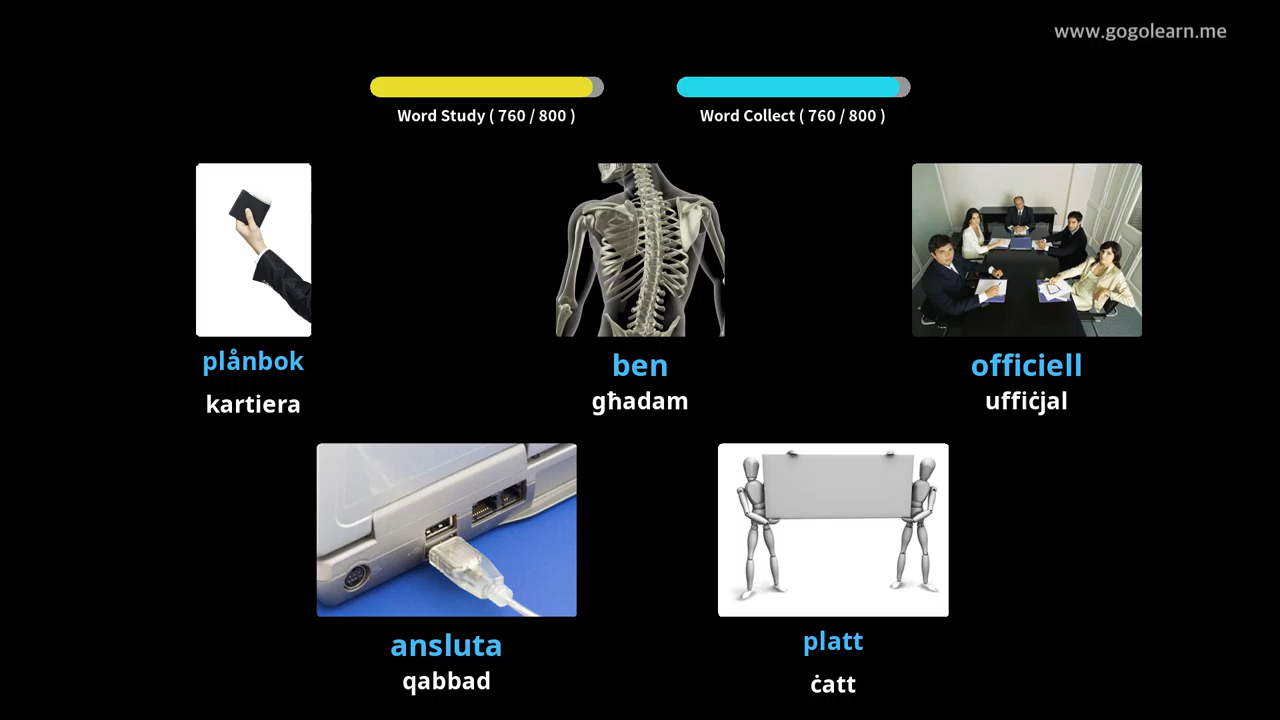 www.gogolearn.me
Word Study ( 760 / 800 )
Word Collect ( 760 / 800 )
plånbok
kartiera
ben
għadam
officiell
uffiċjal
ansluta
qabbad
platt
ċatt